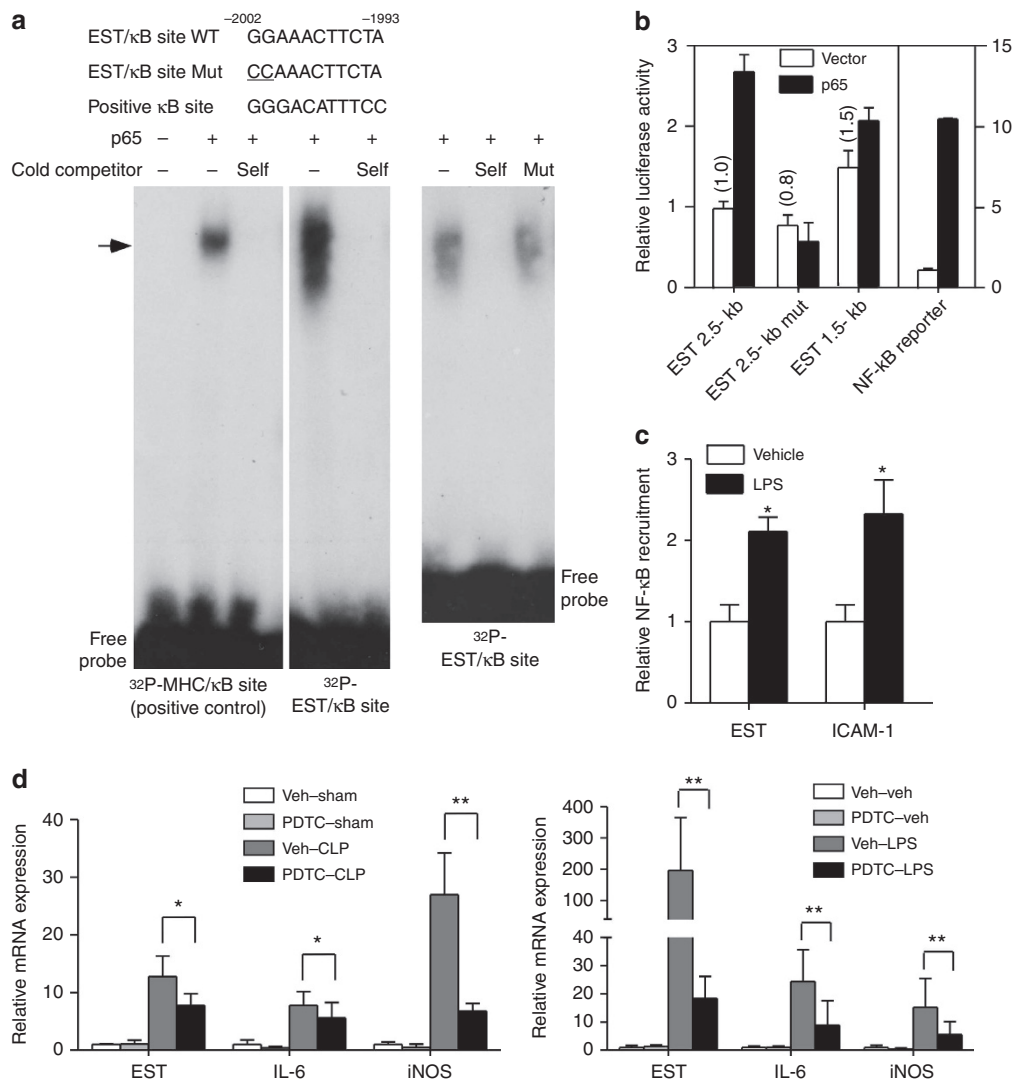 a
−2002 −1993
EST/κB site WT GGAAACTTCTA
EST/κB site Mut CCAAACTTCTA
Positive κB site GGGACATTTCC
p65 – + + + + + + +
Cold competitor – – Self – Self – Self Mut
Free probe
Free probe
³²P-MHC/κB site
(positive control)
³²P-
EST/κB site
³²P-
EST/κB site
b
Relative luciferase activity
3
2
1
0
15
10
5
0
Vector
p65
(1.0)
(0.8)
(1.5)
EST 2.5- kb
EST 2.5- kb mut
EST 1.5- kb
NF-kB reporter
c
Relative NF-κB recruitment
3
2
1
0
Vehicle
LPS
*
*
EST ICAM-1
d
Relative mRNA expression
40
30
20
10
0
Veh–sham
PDTC–sham
Veh–CLP
PDTC–CLP
*
*
**
EST IL-6 iNOS
Relative mRNA expression
400
300
200
100
40
30
20
10
0
Veh–veh
PDTC–veh
Veh–LPS
PDTC–LPS
**
**
**
EST IL-6 iNOS